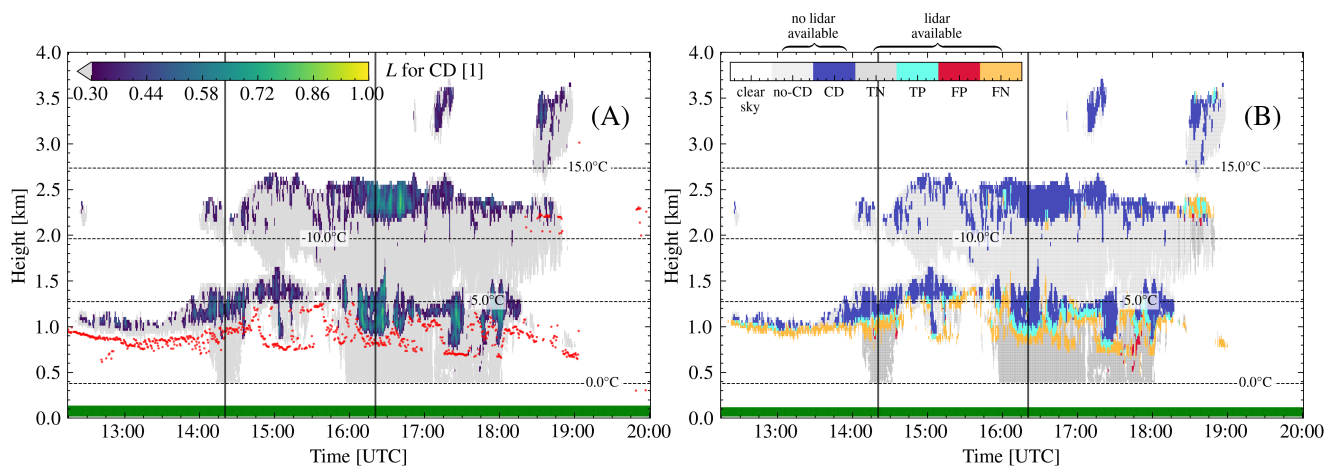 no lidar available
lidar available
4.0
3.5
3.0
2.5
2.0
1.5
1.0
0.5
0.0
Height [km]
L for CD [1]
0.30 0.44 0.58 0.72 0.86 1.00
(A)
-15.0°C
-10.0°C
-5.0°C
0.0°C
13:00 14:00 15:00 16:00 17:00 18:00 19:00 20:00
Time [UTC]
4.0
3.5
3.0
2.5
2.0
1.5
1.0
0.5
0.0
Height [km]
clear sky no-CD CD TN TP FP FN
(B)
-15.0°C
-10.0°C
-5.0°C
0.0°C
13:00 14:00 15:00 16:00 17:00 18:00 19:00 20:00
Time [UTC]